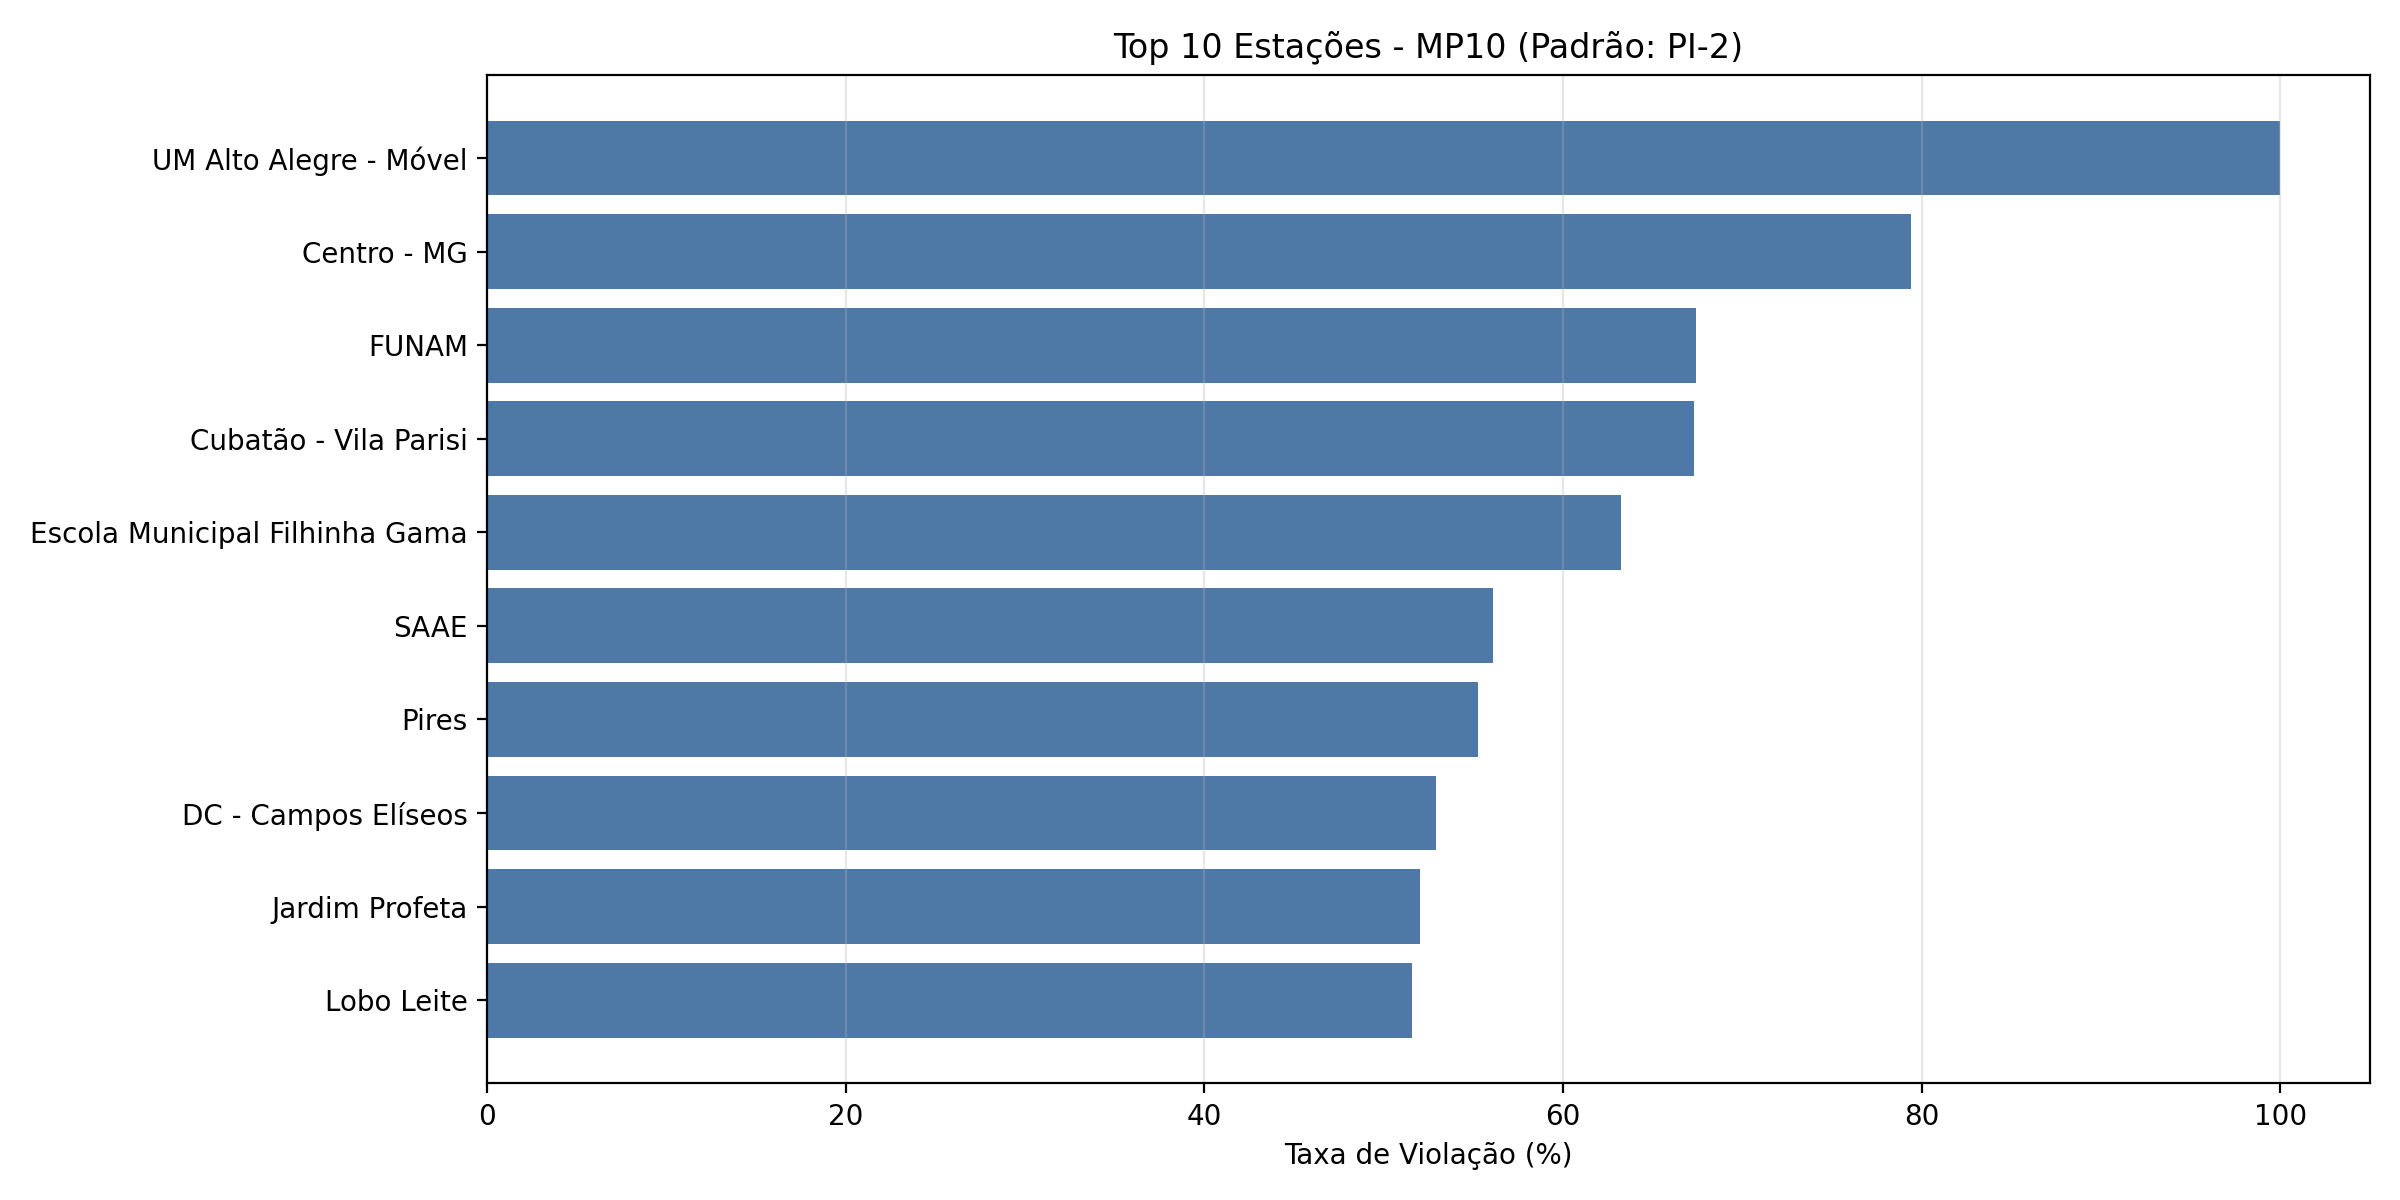 Top 10 Estações - MP10 (Padrão: PI-2)
UM Alto Alegre - Móvel
Centro - MG
FUNAM
Cubatão - Vila Parisi
Escola Municipal Filhinha Gama
SAAE
Pires
DC - Campos Elíseos
Jardim Profeta
Lobo Leite
0 20 40 60 80 100
Taxa de Violação (%)